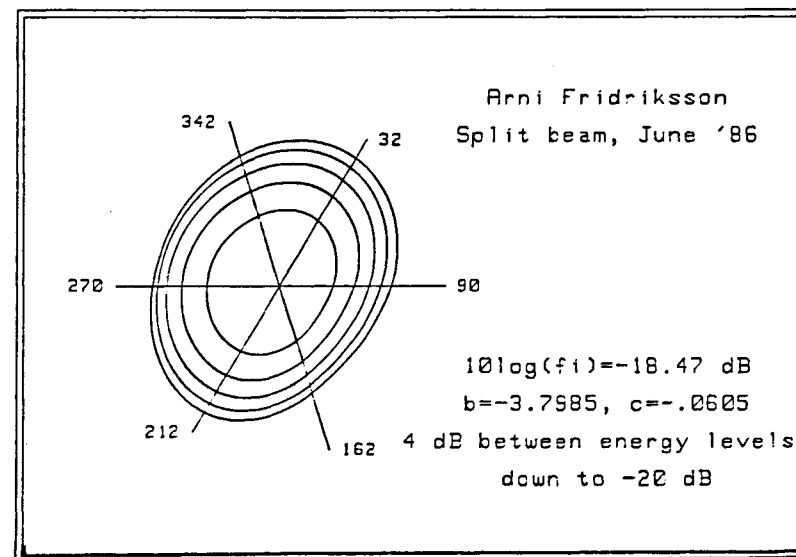 Arni Fridriksson
Split beam, June '86
342
32
270
90
212
162
10log(fi)=-18.47 dB
b=-3.7985, c=-.0605
4 dB between energy levels
down to -20 dB